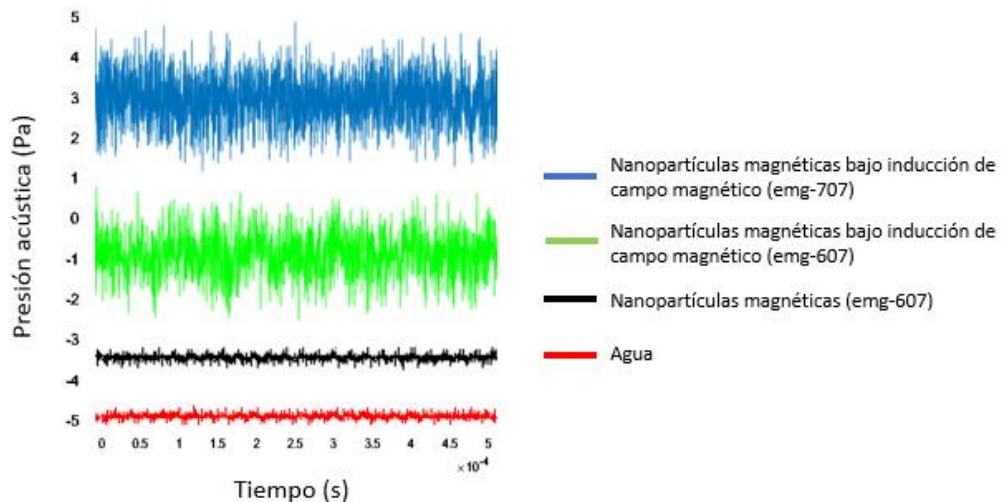 5
4
3
2
1
0
-1
-2
-3
-4
-5
Presión acústica (Pa)
0 0.5 1 1.5 2 2.5 3 3.5 4 4.5 5
×10-4
Tiempo (s)
Nanopartículas magnéticas bajo inducción de
campo magnético (emg-707)
Nanopartículas magnéticas bajo inducción de
campo magnético (emg-607)
Nanopartículas magnéticas (emg-607)
Agua